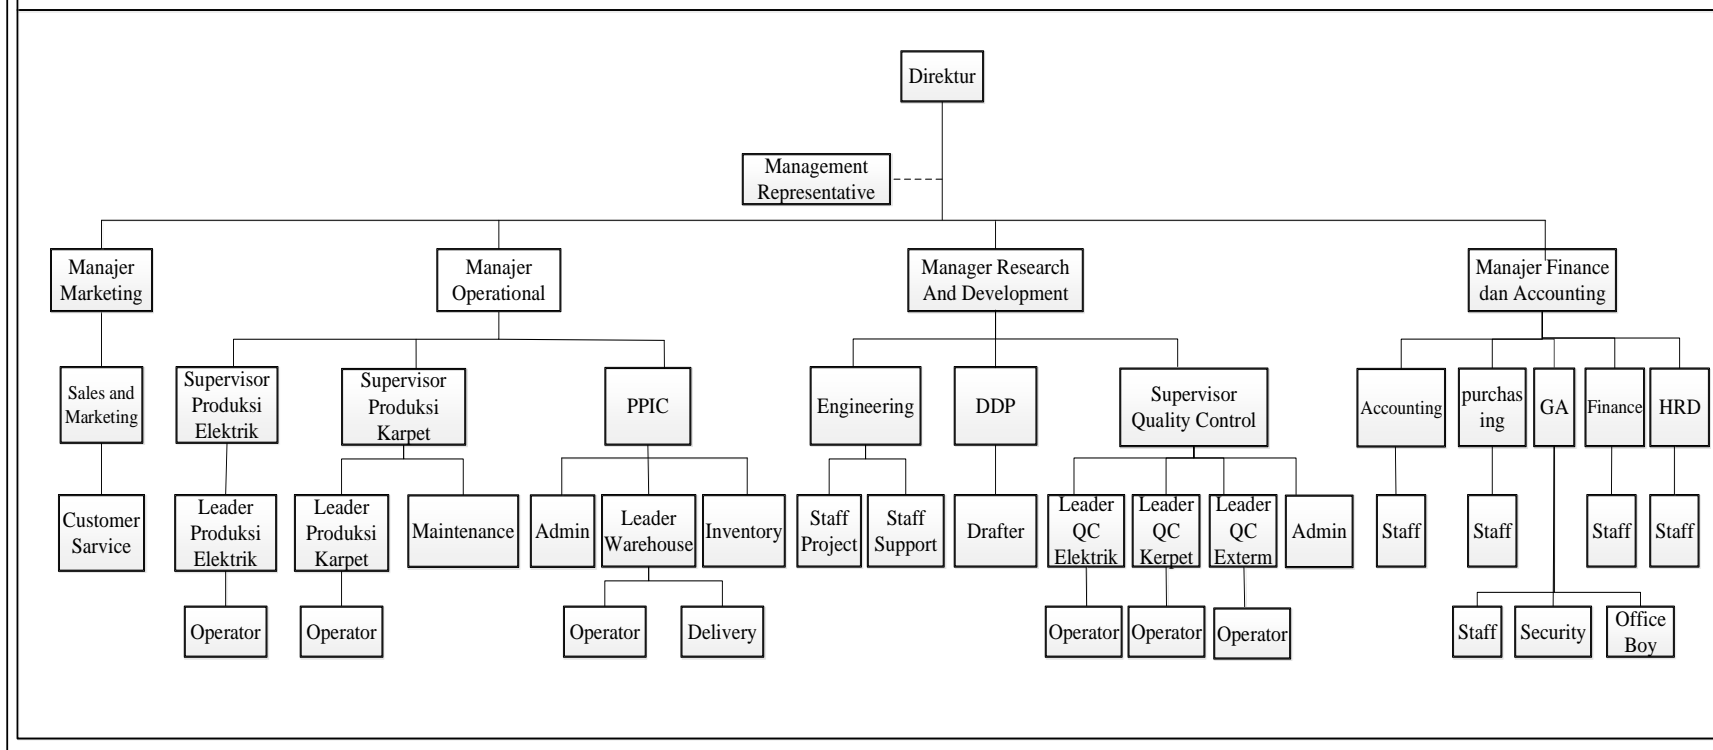 Direktur
Management
Representative
Manajer
Marketing
Manajer
Operational
Manager Research
And Development
Manajer Finance
dan Accounting
Sales and
Marketing
Supervisor
Produksi
Elektrik
Supervisor
Produksi
Karpet
PPIC
Engineering
DDP
Supervisor
Quality Control
Accounting
purchas
ing
GA
Finance
HRD
Customer
Sarvice
Leader
Produksi
Elektrik
Leader
Produksi
Karpet
Maintenance
Admin
Leader
Warehouse
Inventory
Staff
Project
Staff
Support
Drafter
Leader
QC
Elektrik
Leader
QC
Kerpet
Leader
QC
Exterm
Admin
Staff
Staff
Staff
Staff
Operator
Operator
Operator
Delivery
Operator
Operator
Operator
Staff
Security
Office
Boy